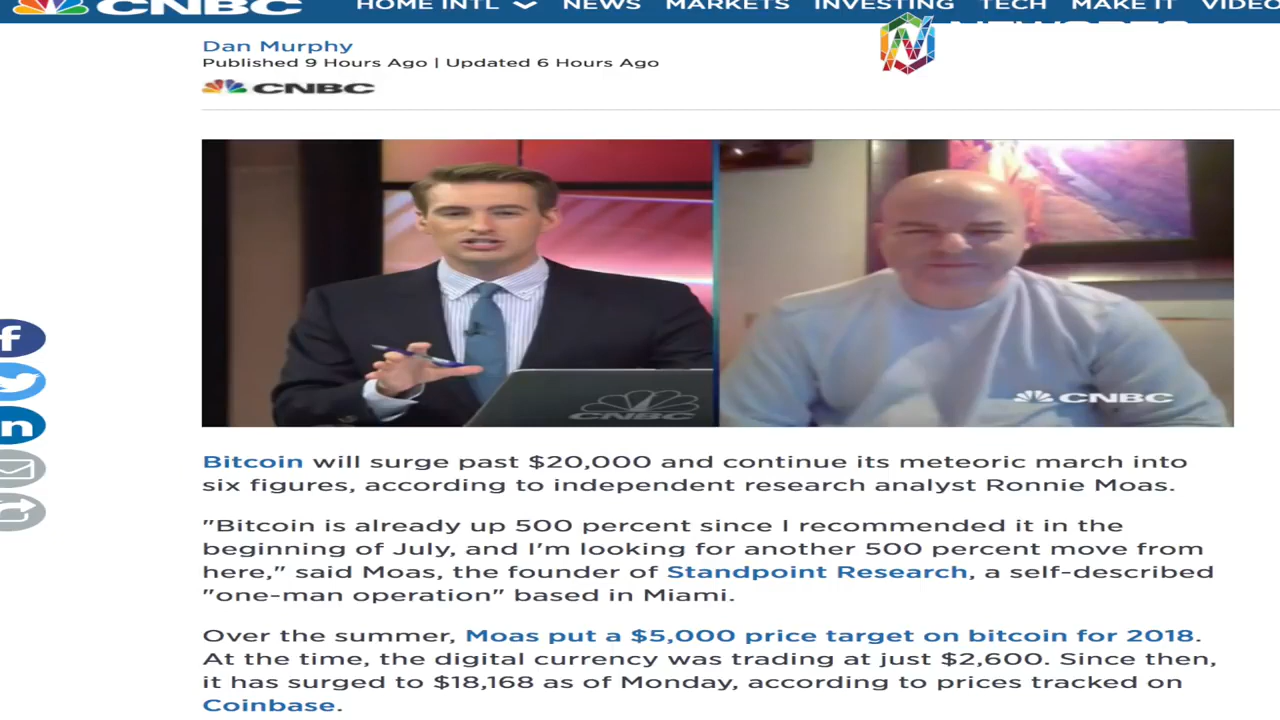 CNBC HOME INTL NEWS MARKETS INVESTING TECH MAKE IT VIDEO
Dan Murphy
Published 9 Hours Ago | Updated 6 Hours Ago
CNBC
CNBC
CNBC
Bitcoin will surge past $20,000 and continue its meteoric march into
six figures, according to independent research analyst Ronnie Moas.
"Bitcoin is already up 500 percent since I recommended it in the
beginning of July, and I'm looking for another 500 percent move from
here," said Moas, the founder of Standpoint Research, a self-described
"one-man operation" based in Miami.
Over the summer, Moas put a $5,000 price target on bitcoin for 2018.
At the time, the digital currency was trading at just $2,600. Since then,
it has surged to $18,168 as of Monday, according to prices tracked on
Coinbase.